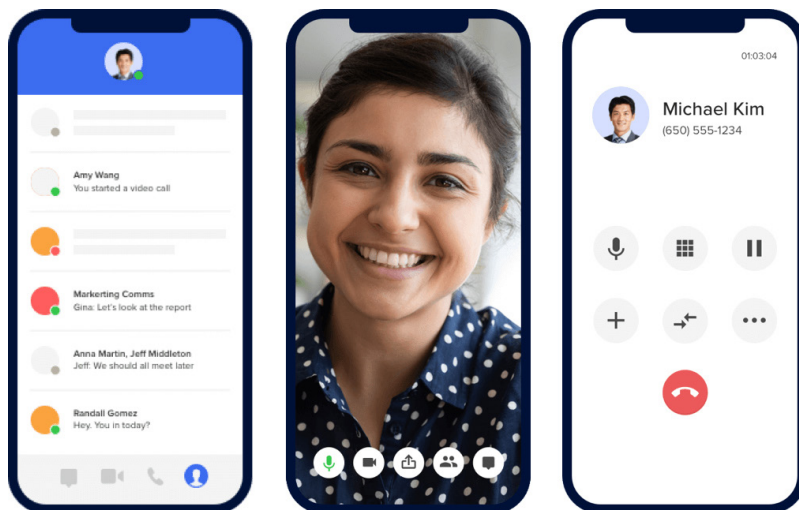 Amy Wang
You started a video call
Markerting Comms
Gina: Let's look at the report
Anna Martin, Jeff Middleton
Jeff: We should all meet later
Randall Gomez
Hey. You in today?
01:03:04
Michael Kim
(650) 555-1234